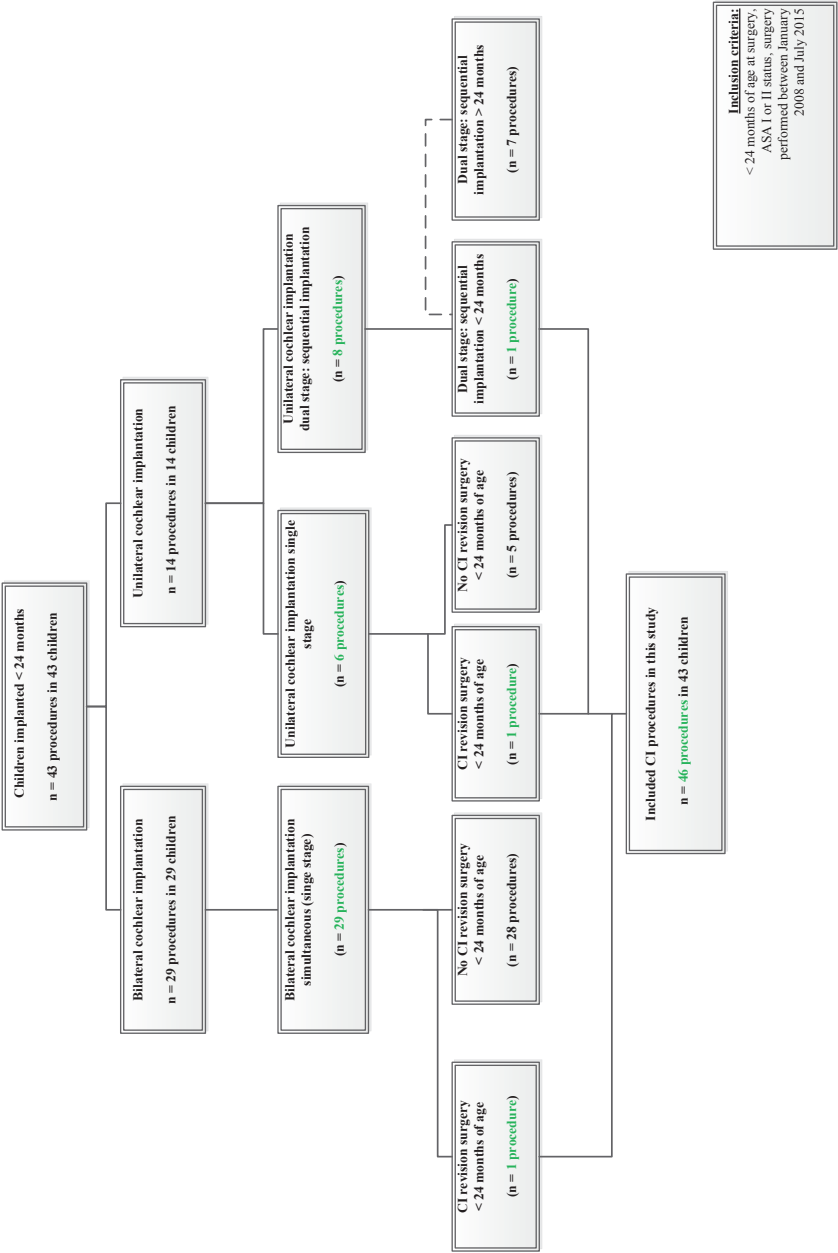 Children implanted < 24 months
n = 43 procedures in 43 children
Bilateral cochlear implantation
n = 29 procedures in 29 children
Unilateral cochlear implantation
n = 14 procedures in 14 children
Bilateral cochlear implantation
simultaneous (singe stage)
(n = 29 procedures)
Unilateral cochlear implantation single
stage
(n = 6 procedures)
Unilateral cochlear implantation
dual stage: sequential implantation
(n = 8 procedures)
CI revision surgery
< 24 months of age
(n = 1 procedure)
No CI revision surgery
< 24 months of age
(n = 28 procedures)
CI revision surgery
< 24 months of age
(n = 1 procedure)
No CI revision surgery
< 24 months of age
(n = 5 procedures)
Dual stage: sequential
implantation < 24 months
(n = 1 procedure)
Dual stage: sequential
implantation > 24 months
(n = 7 procedures)
Included CI procedures in this study
n = 46 procedures in 43 children
Inclusion criteria:
< 24 months of age at surgery,
ASA I or II status, surgery
performed between January
2008 and July 2015